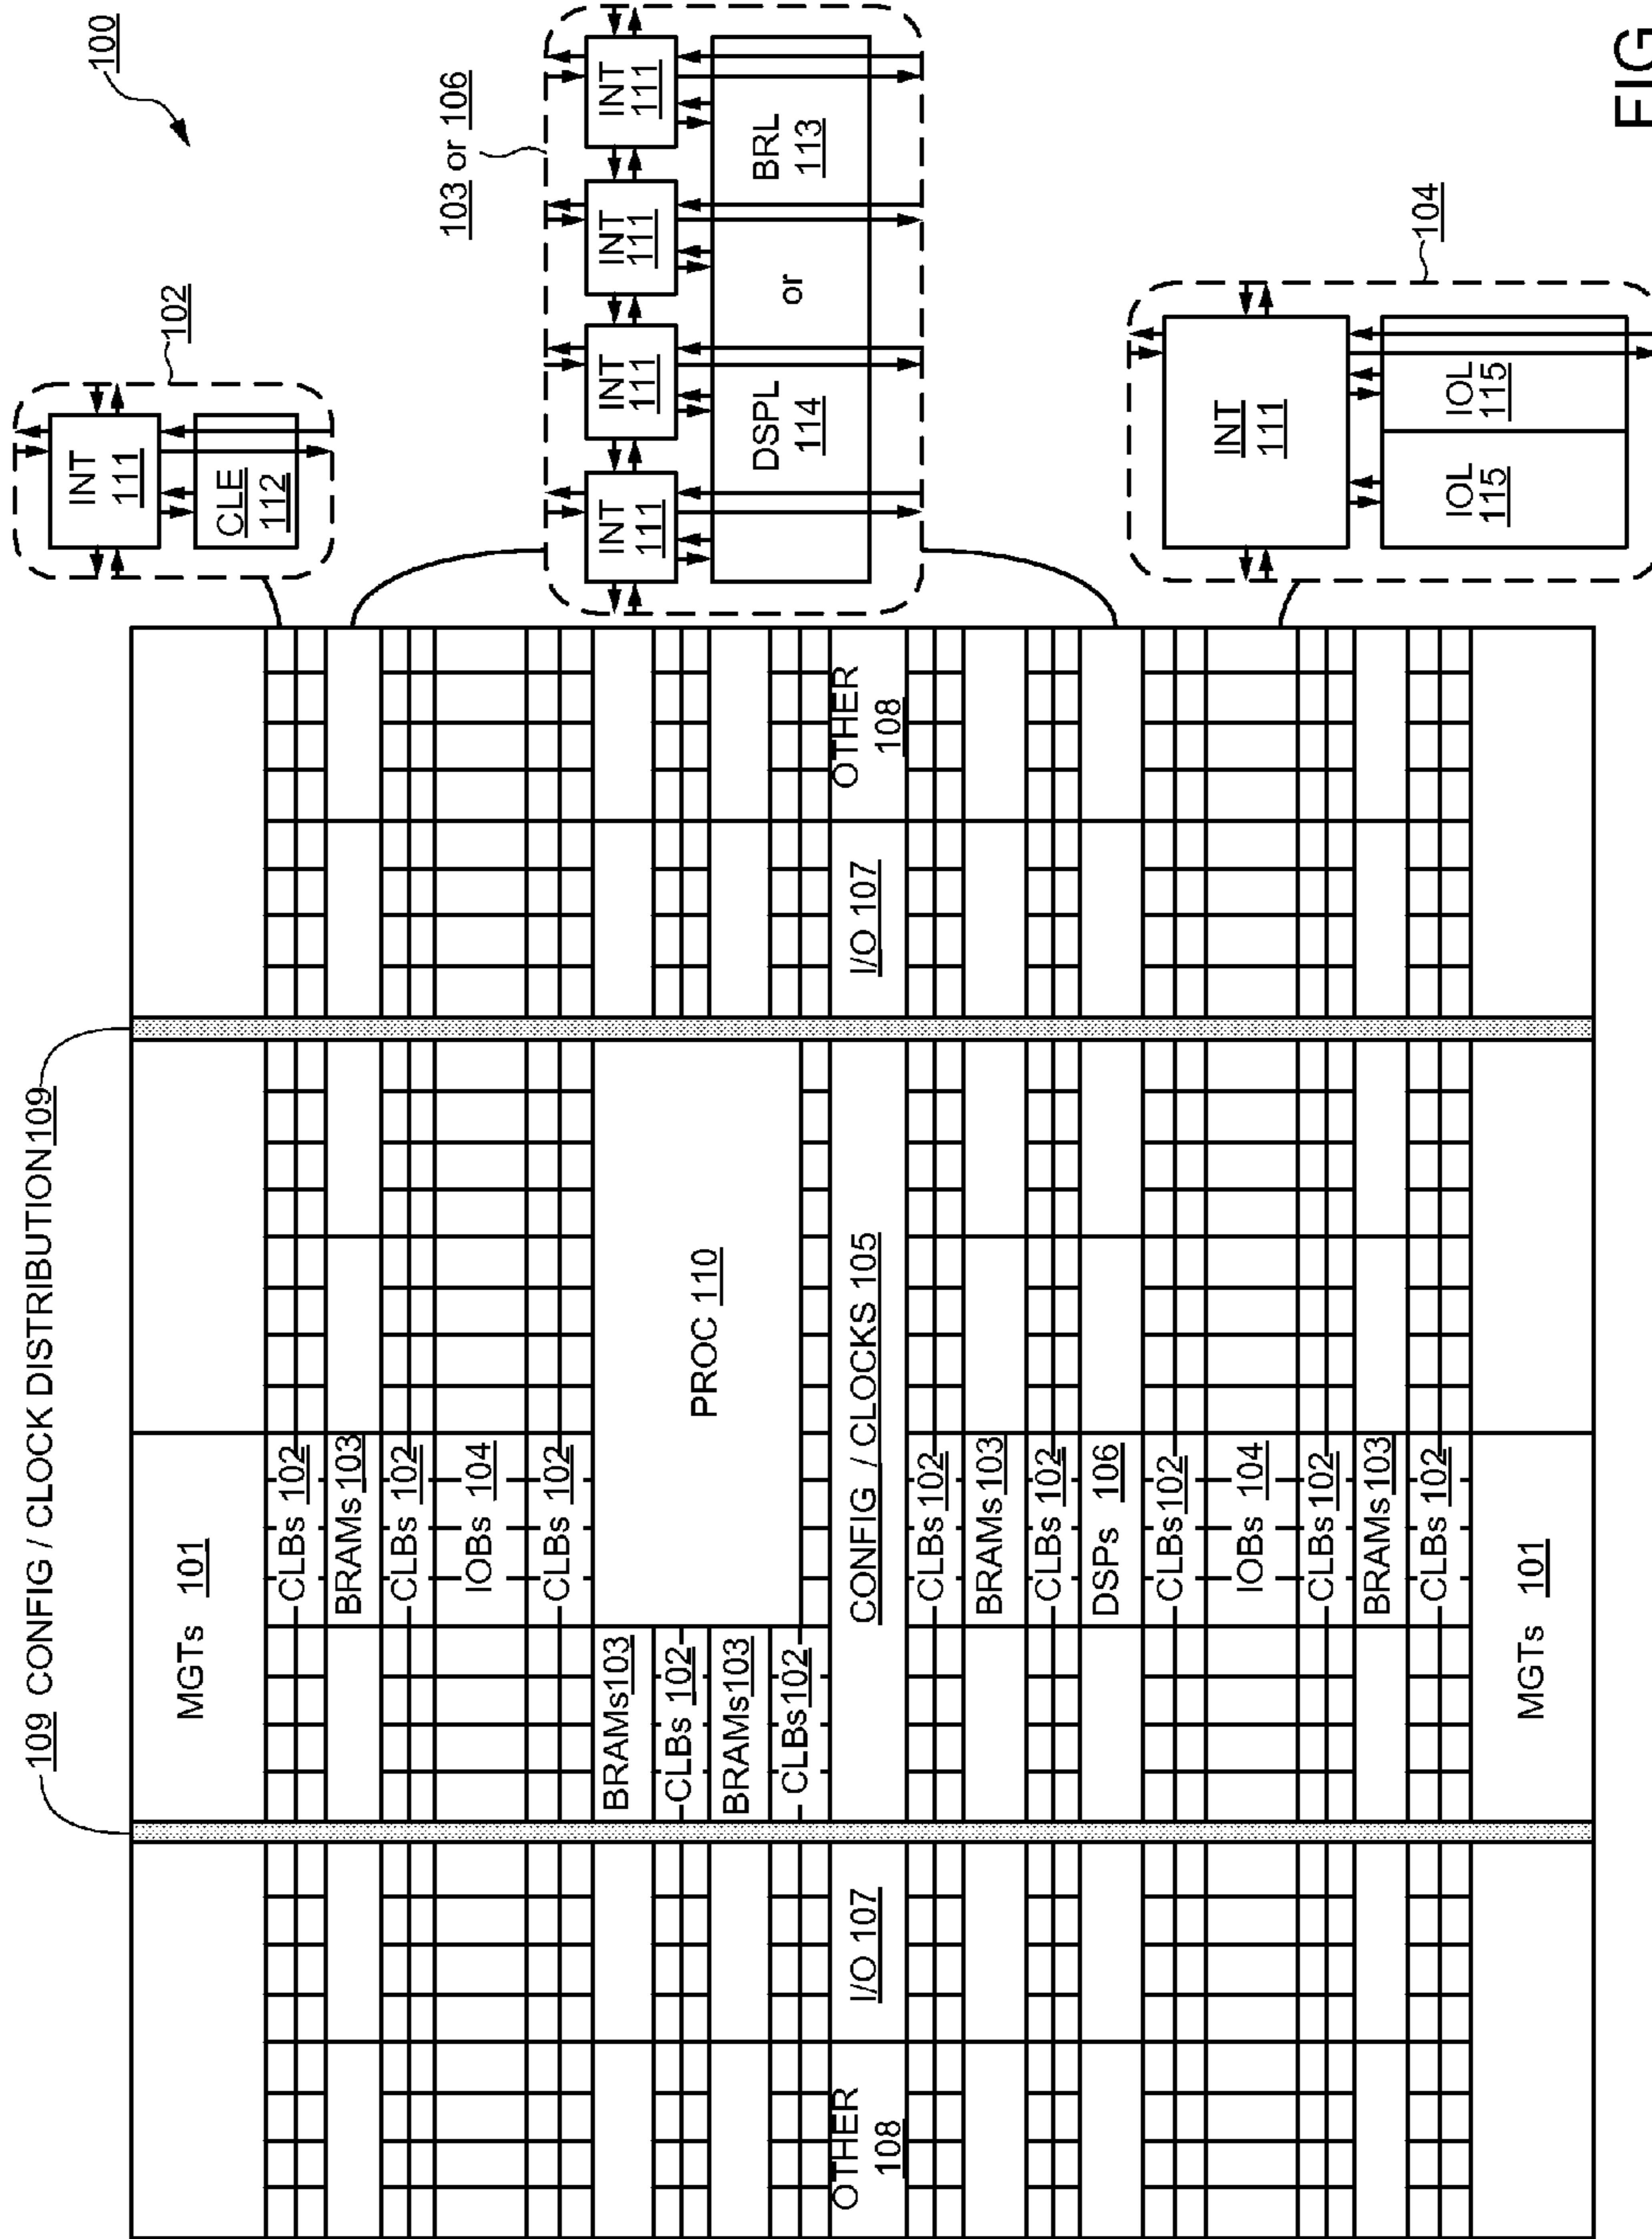 109 CONFIG / CLOCK DISTRIBUTION 109
100
MGTs 101
CLBs 102
BRAMs 103
CLBs 102
IOBs 104
CLBs 102
BRAMs 103
CLBs 102
BRAMs 103
CLBs 102
PROC 110
OTHER
108
I/O 107
CONFIG / CLOCKS 105
I/O 107
OTHER
108
CLBs 102
BRAMs 103
CLBs 102
DSPs 106
CLBs 102
IOBs 104
CLBs 102
BRAMs 103
CLBs 102
MGTs 101
102
INT
111
CLE
112
103 or 106
INT
111
INT
111
INT
111
INT
111
DSPL
114
or
BRL
113
104
INT
111
IOL
115
IOL
115
FIG